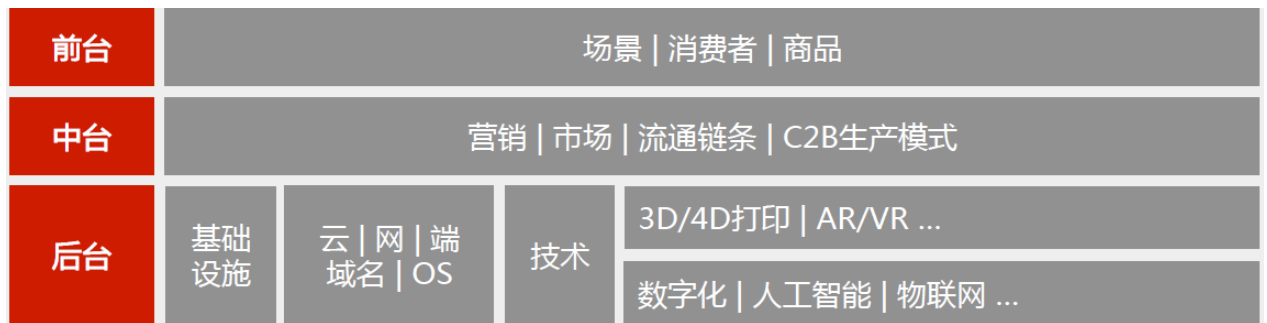 前台
场景 | 消费者 | 商品
中台
营销 | 市场 | 流通链条 | C2B生产模式
后台
基础
设施
云 | 网 | 端
域名 | OS
技术
3D/4D打印 | AR/VR ...
数字化 | 人工智能 | 物联网 ...